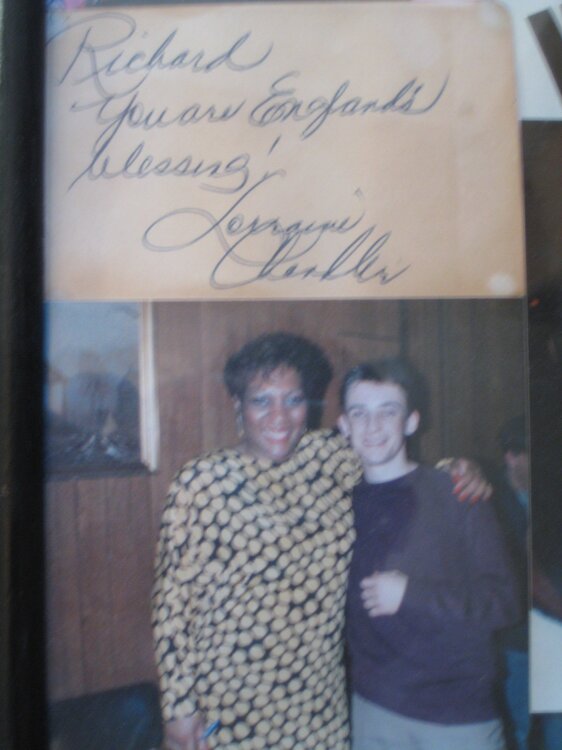 Richard
You are England's
blessing!
Lorraine
Chandler